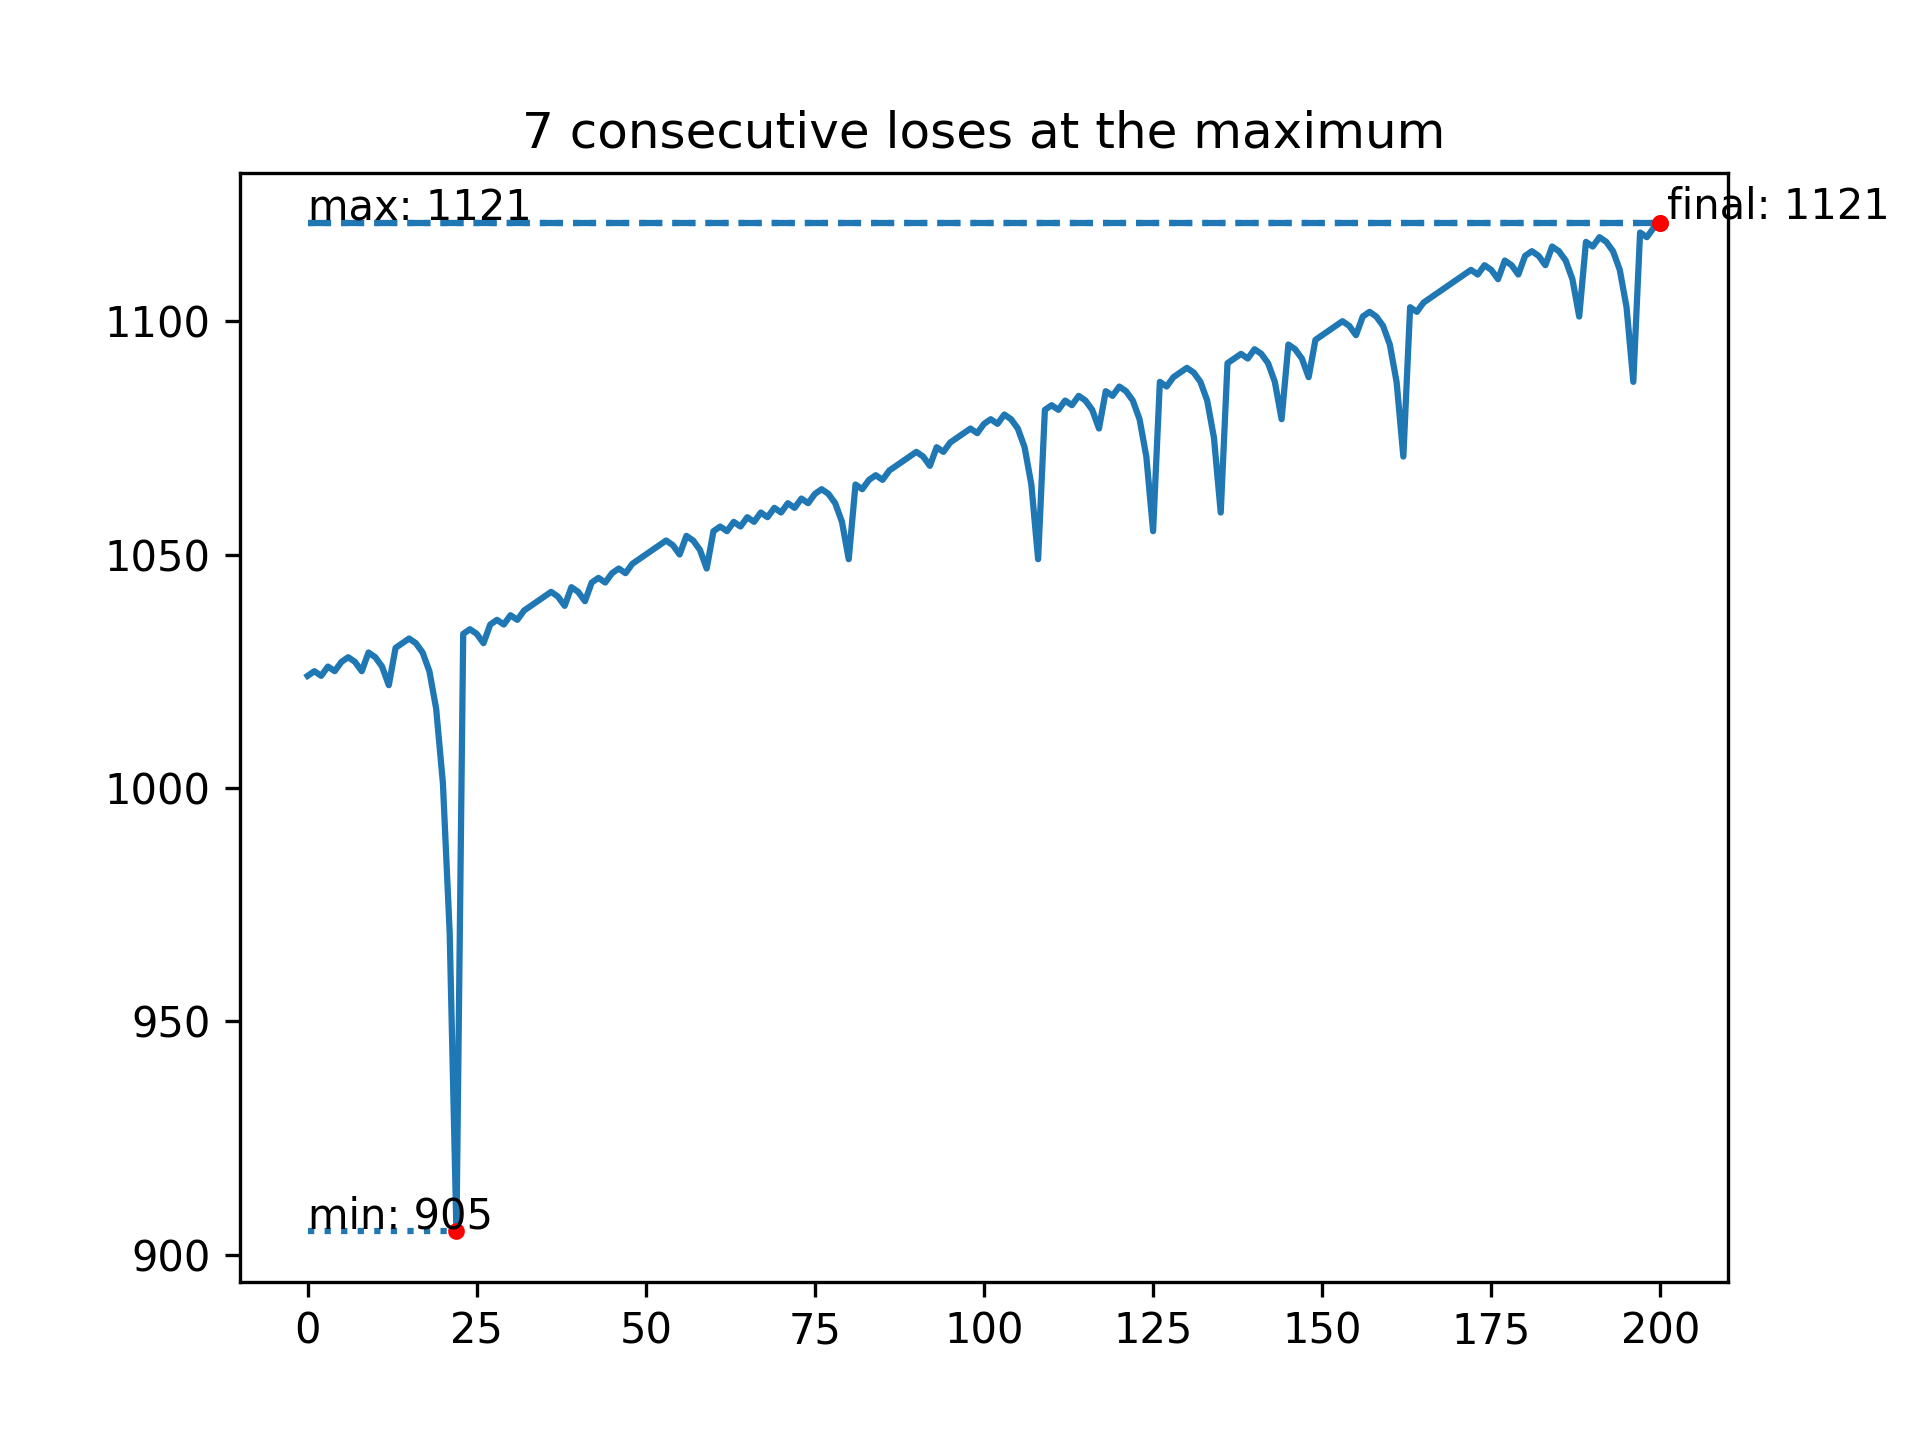 7 consecutive loses at the maximum
max: 1121
final: 1121
1100
1050
1000
950
min: 905
900
0 25 50 75 100 125 150 175 200